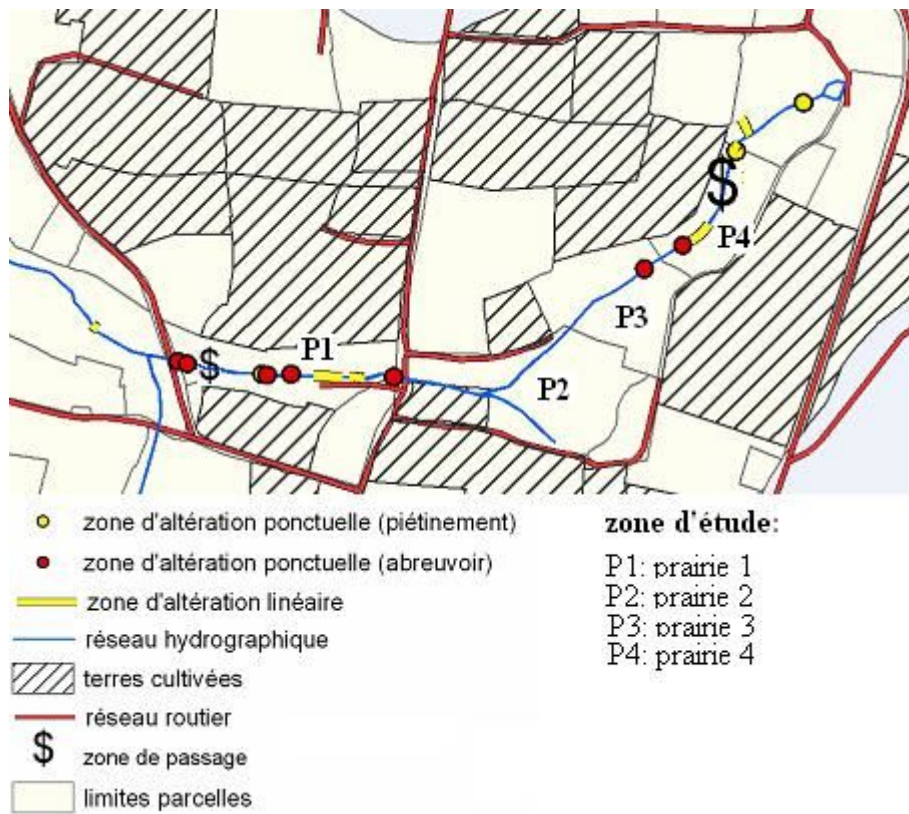 $
P4
P3
P1
$
P2
zone d'altération ponctuelle (piétinement)
zone d'altération ponctuelle (abreuvoir)
zone d'altération linéaire
réseau hydrographique
terres cultivées
réseau routier
$ zone de passage
limites parcelles
zone d'étude:
P1: prairie 1
P2: prairie 2
P3: prairie 3
P4: prairie 4